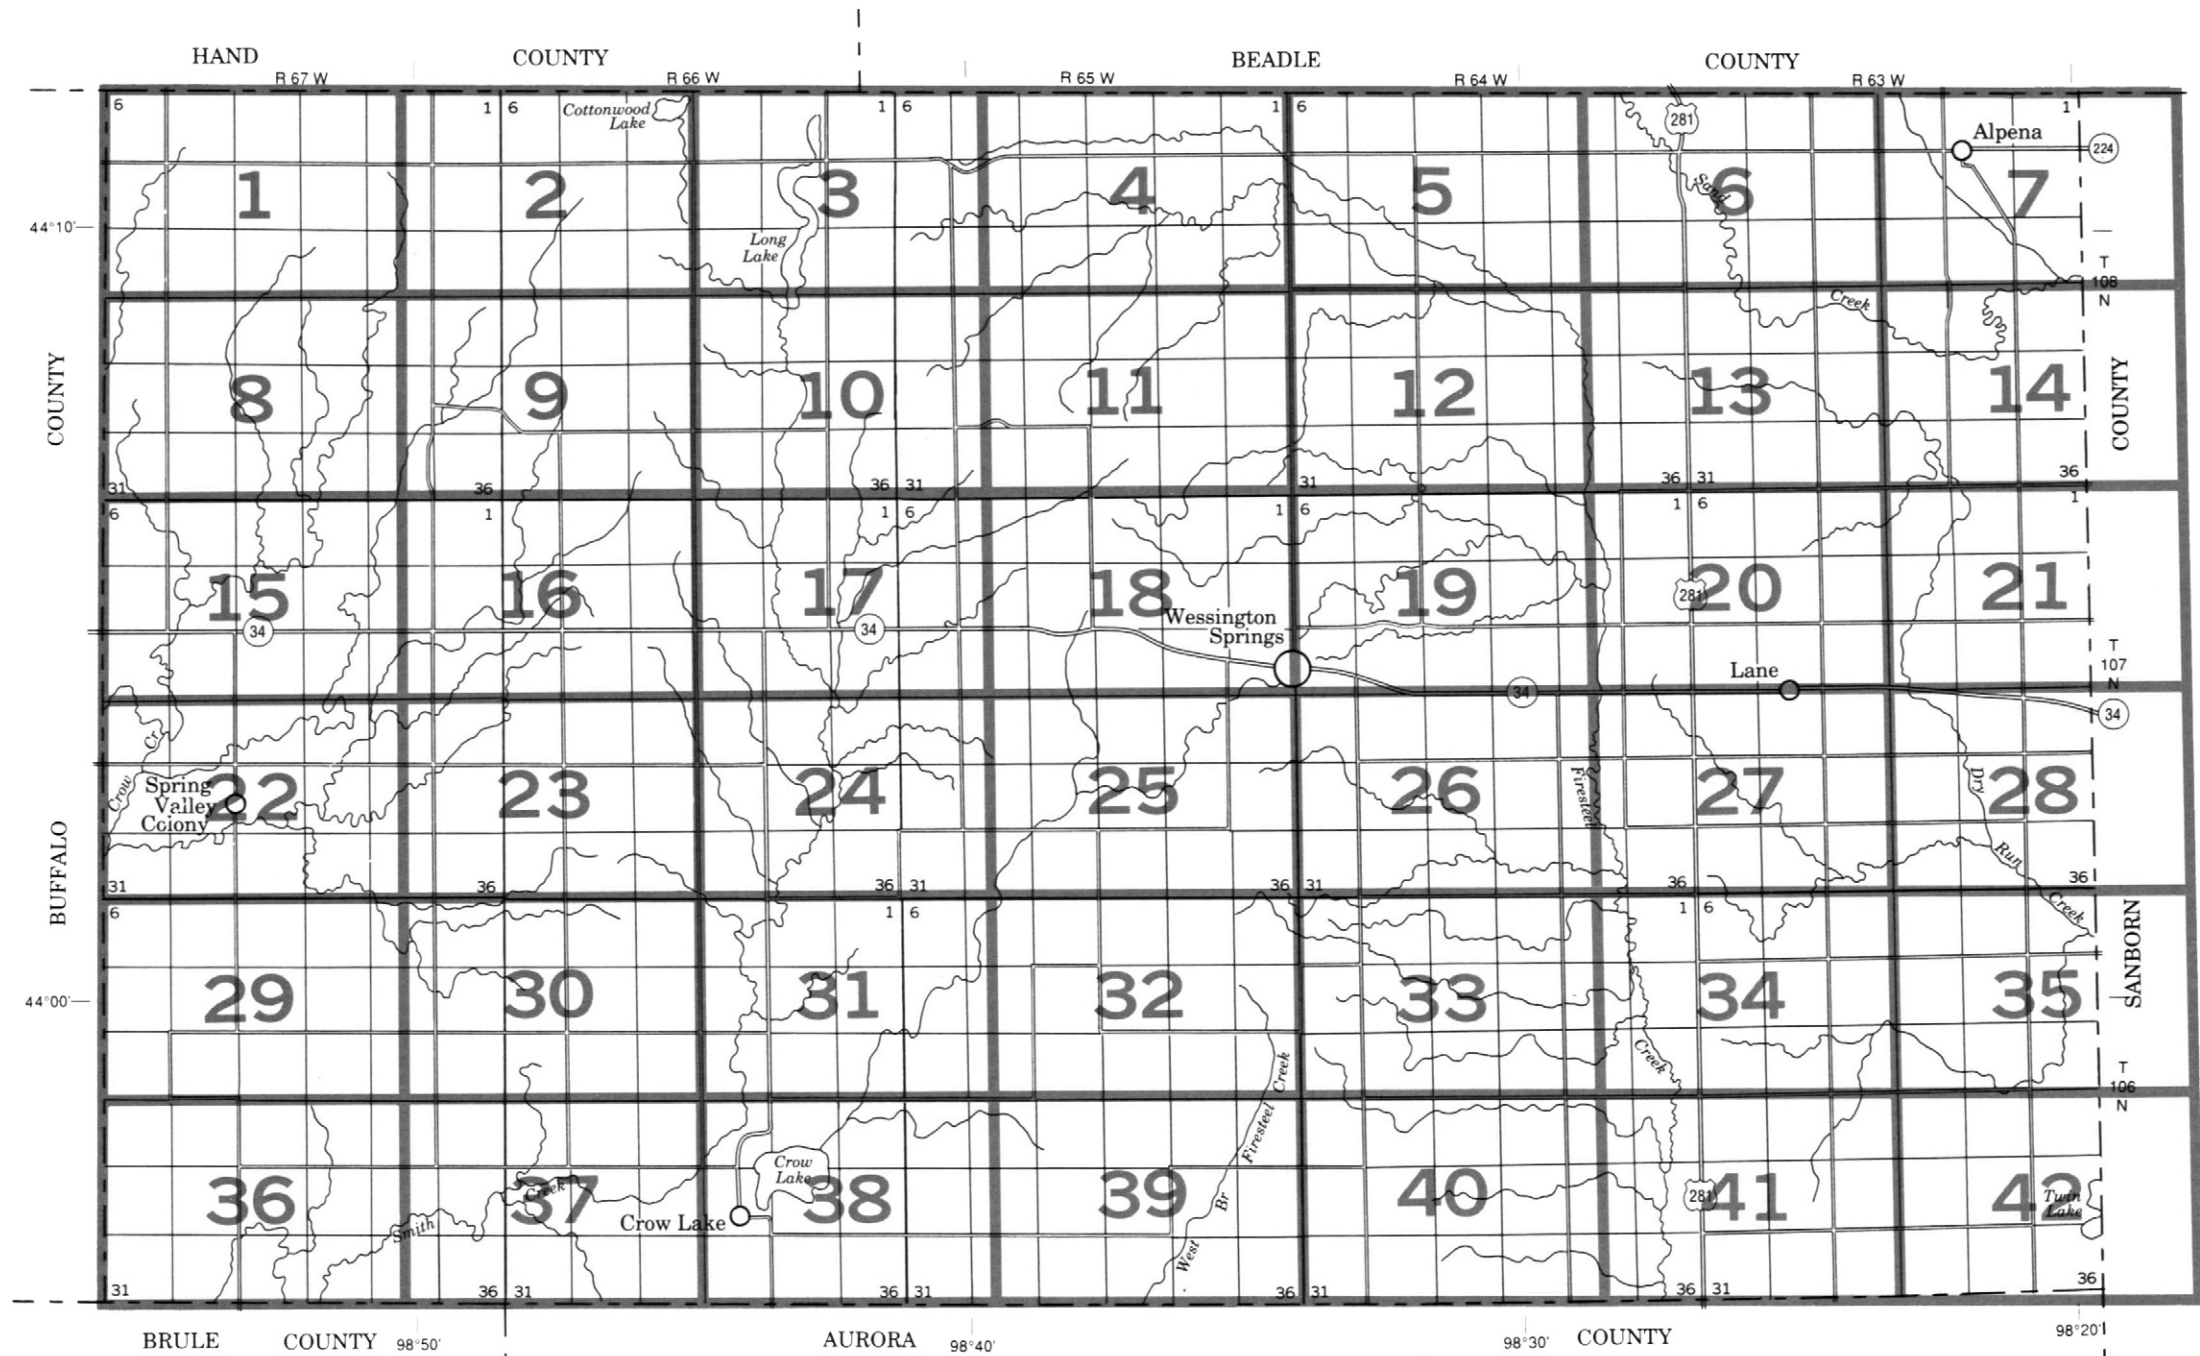 HAND
COUNTY
BEADLE
COUNTY
R 67 W
R 66 W
R 65 W
R 64 W
R 63 W
6
1
6
Cottonwood
Lake
1
6
1
6
281
1
Alpena
224
1
2
3
4
5
Sand
6
7
44°10'
Long
Lake
T
108
N
Creek
COUNTY
8
9
10
11
12
13
14
COUNTY
31
36
36
31
31
36
31
36
6
1
1
6
1
6
1
6
1
15
16
17
18
19
281
20
21
34
34
Wessington
Springs
T
107
N
Lane
34
34
Cr
Crow
Spring
Valley
Colony
22
23
24
25
26
Firesteel
27
Dry
28
Run
Creek
BUFFALO
31
36
36
31
36
31
36
36
6
1
6
1
6
SANBORN
44°00'
29
30
31
32
33
34
35
Creek
Creek
T
106
N
Firesteel
36
Smith
Creek
37
Crow
Lake
38
Crow Lake
39
Br
West
40
281
41
42
Twin
Lake
31
36
31
36
31
36
31
36
31
36
BRULE
COUNTY
98°50'
AURORA
98°40'
98°30'
COUNTY
98°20'